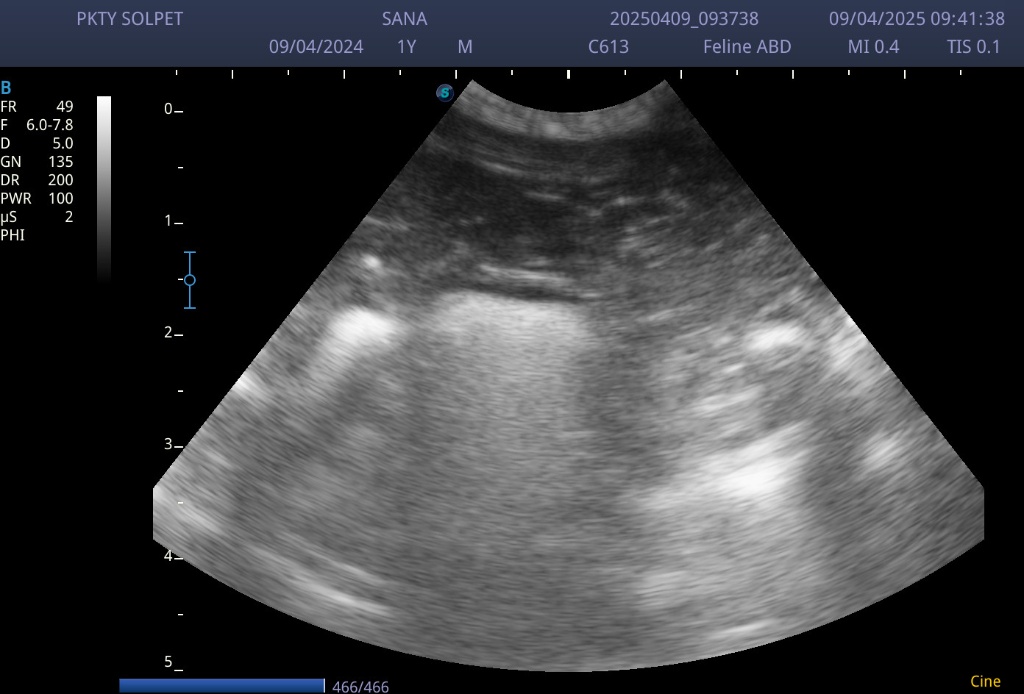 PKTY SOLPET SANA 20250409_093738 09/04/2025 09:41:38
09/04/2024 1Y M C613 Feline ABD MI 0.4 TIS 0.1
B
FR 49
F 6.0-7.8
D 5.0
GN 135
DR 200
PWR 100
µS 2
PHI
S
0
1
2
3
4
5
466/466
Cine